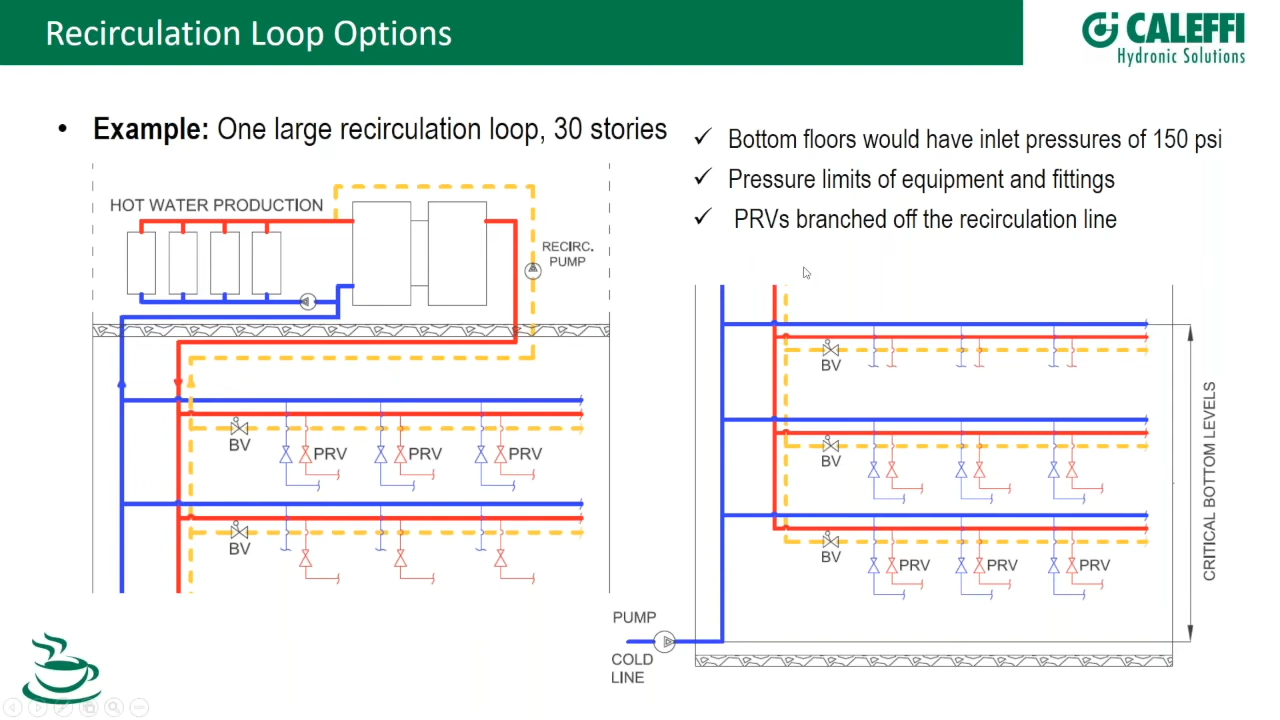 Recirculation Loop Options
CALEFFI
Hydronic Solutions
• Example: One large recirculation loop, 30 stories
✓ Bottom floors would have inlet pressures of 150 psi
✓ Pressure limits of equipment and fittings
✓ PRVs branched off the recirculation line
HOT WATER PRODUCTION
RECIRC.
PUMP
BV
PRV PRV PRV
BV
BV
BV
BV
PRV PRV PRV
CRITICAL BOTTOM LEVELS
PUMP
COLD
LINE